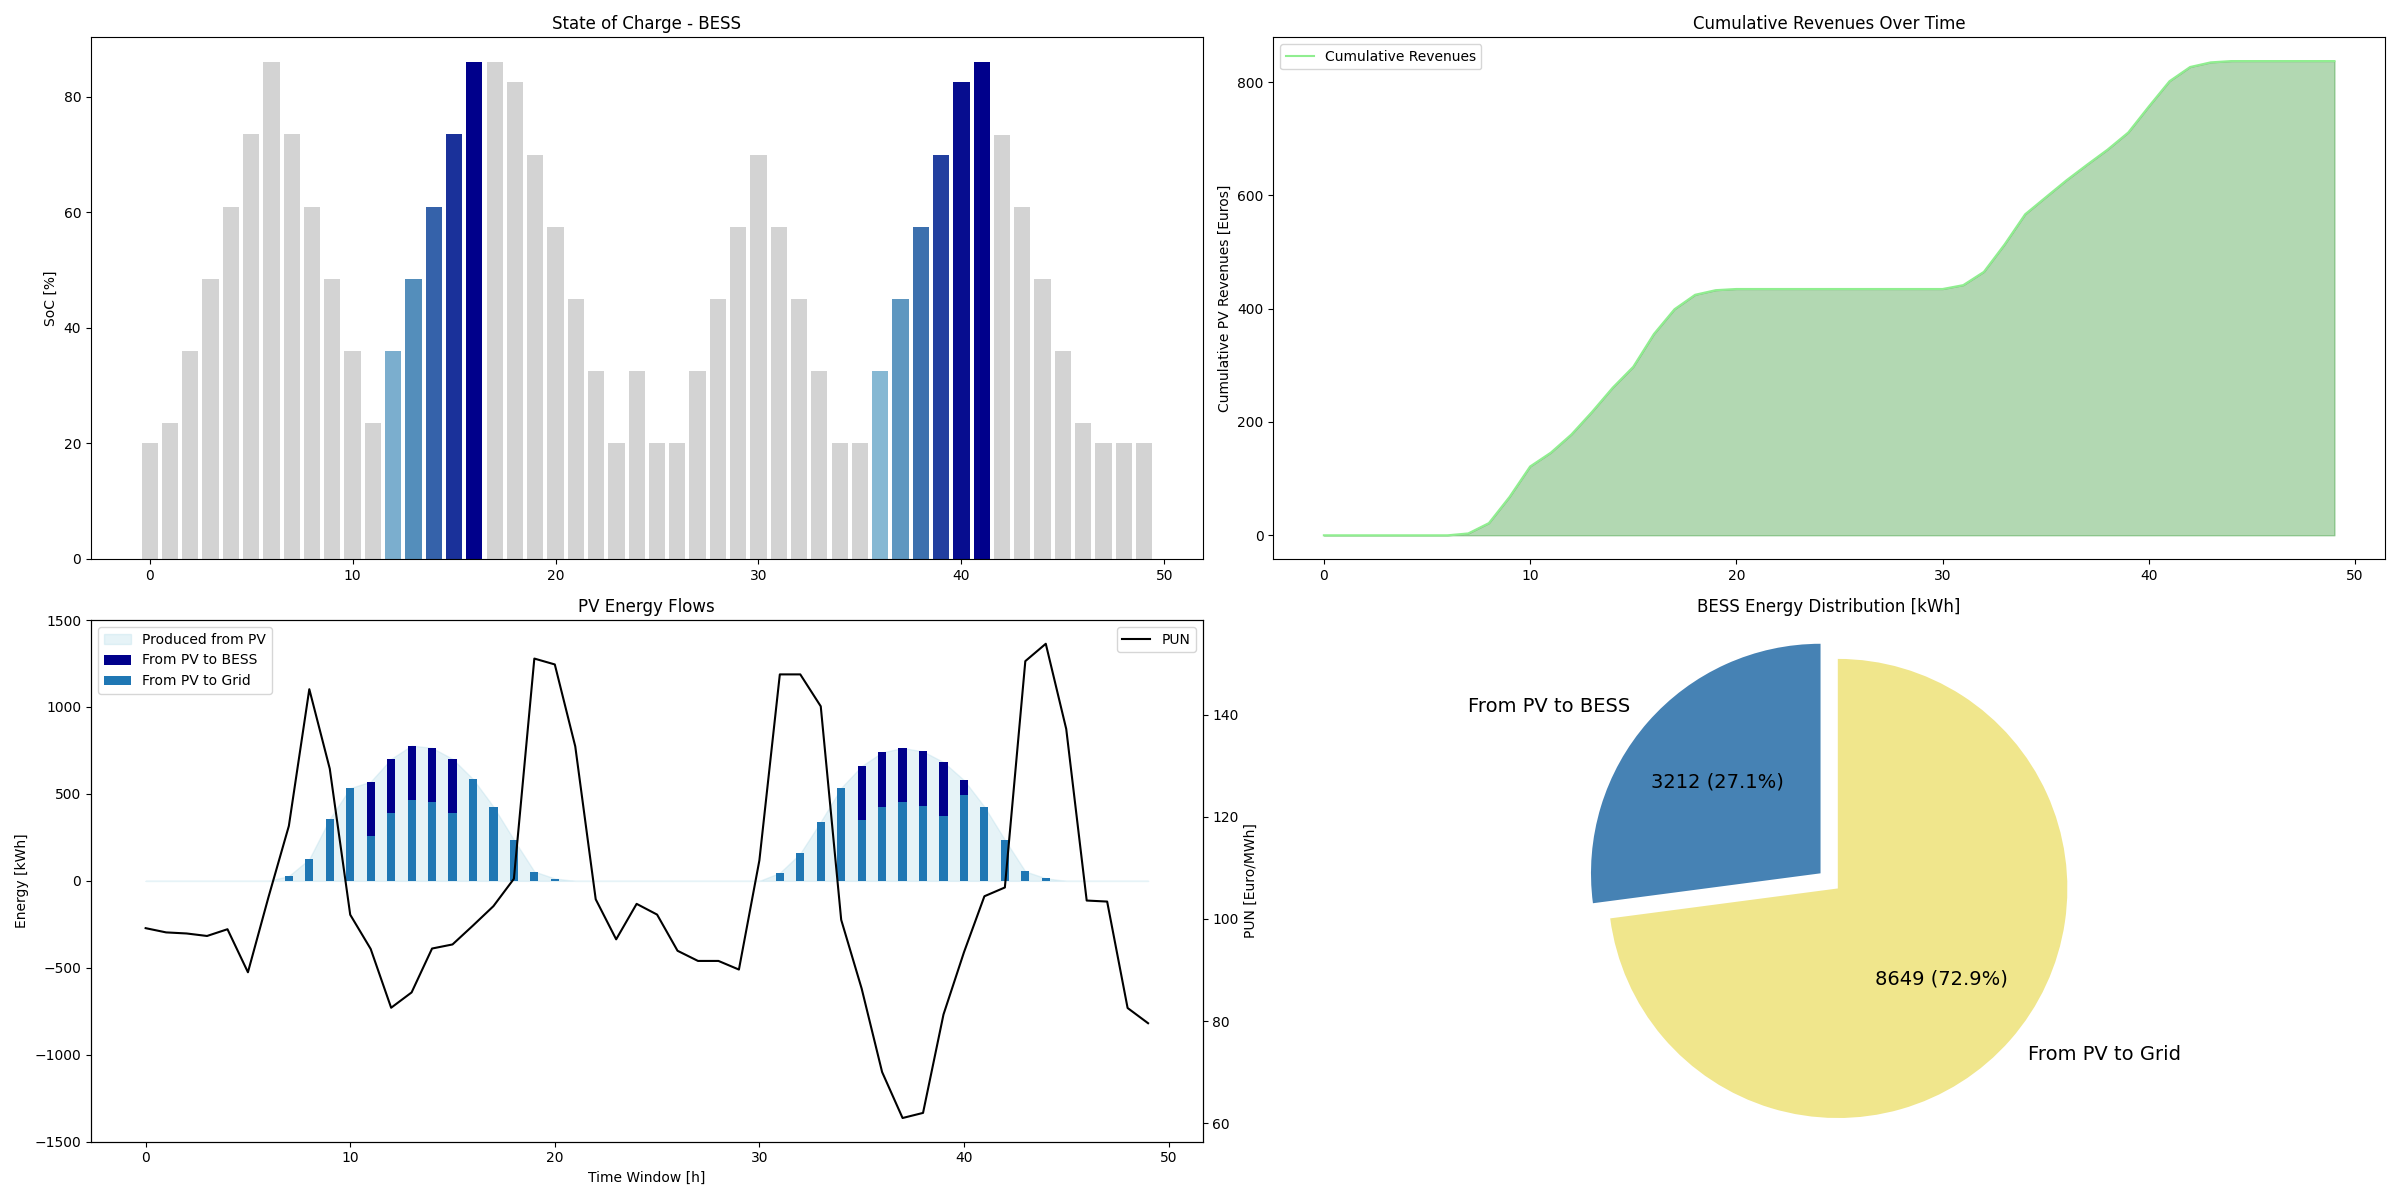 State of Charge - BESS
SoC [%]
80
60
40
20
0
0 10 20 30 40 50
Cumulative Revenues Over Time
Cumulative Revenues
Cumulative PV Revenues [Euros]
800
600
400
200
0
0 10 20 30 40 50
PV Energy Flows
Produced from PV
From PV to BESS
From PV to Grid
PUN
Energy [kWh]
1500
1000
500
0
−500
−1000
−1500
140
120
100
80
60
PUN [Euro/MWh]
0 10 20 30 40 50
Time Window [h]
BESS Energy Distribution [kWh]
From PV to BESS
3212 (27.1%)
8649 (72.9%)
From PV to Grid